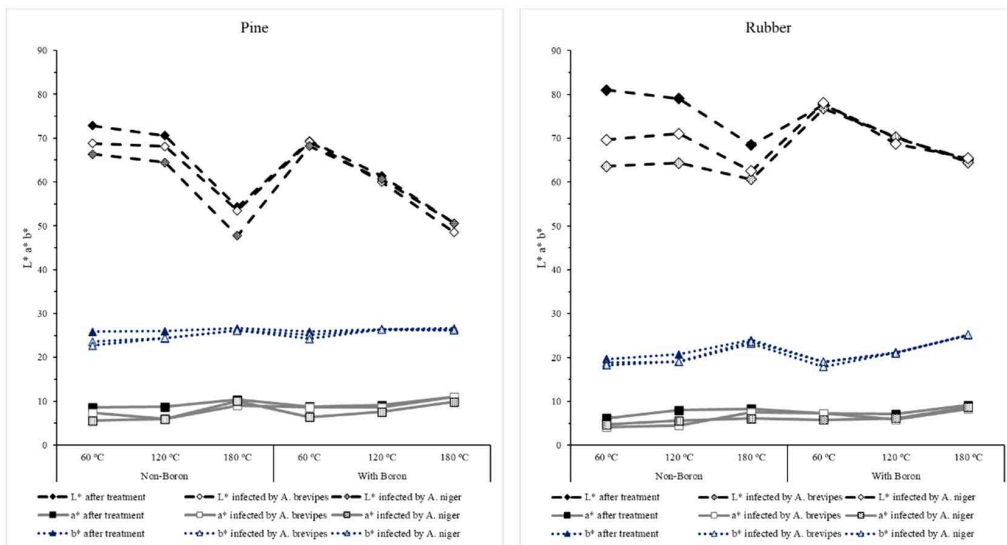 Pine
90
80
70
60
50
40
30
20
10
0
L* a* b*
60 ºC 120 ºC 180 ºC 60 ºC 120 ºC 180 ºC
Non-Boron With Boron
L* after treatment L* infected by A. brevipes L* infected by A. niger
a* after treatment a* infected by A. brevipes a* infected by A. niger
b* after treatment b* infected by A. brevipes b* infected by A. niger
Rubber
90
80
70
60
50
40
30
20
10
0
L* a* b*
60 ºC 120 ºC 180 ºC 60 ºC 120 ºC 180 ºC
Non-Boron With Boron
L* after treatment L* infected by A. brevipes L* infected by A. niger
a* after treatment a* infected by A. brevipes a* infected by A. niger
b* after treatment b* infected by A. brevipes b* infected by A. niger